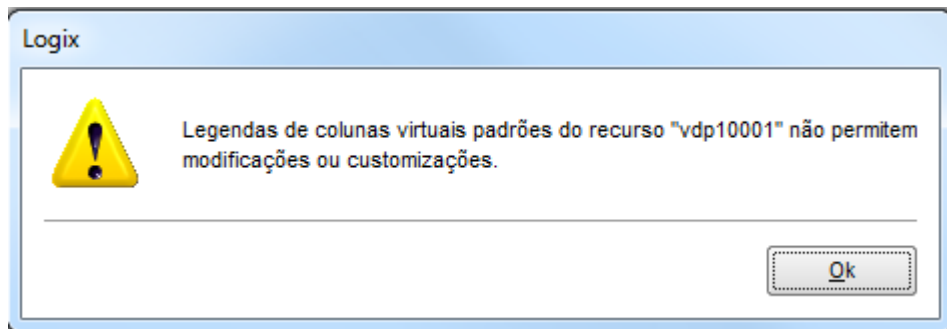 Logix
Legendas de colunas virtuais padrões do recurso "vdp10001" não permitem
modificações ou customizações.
Ok